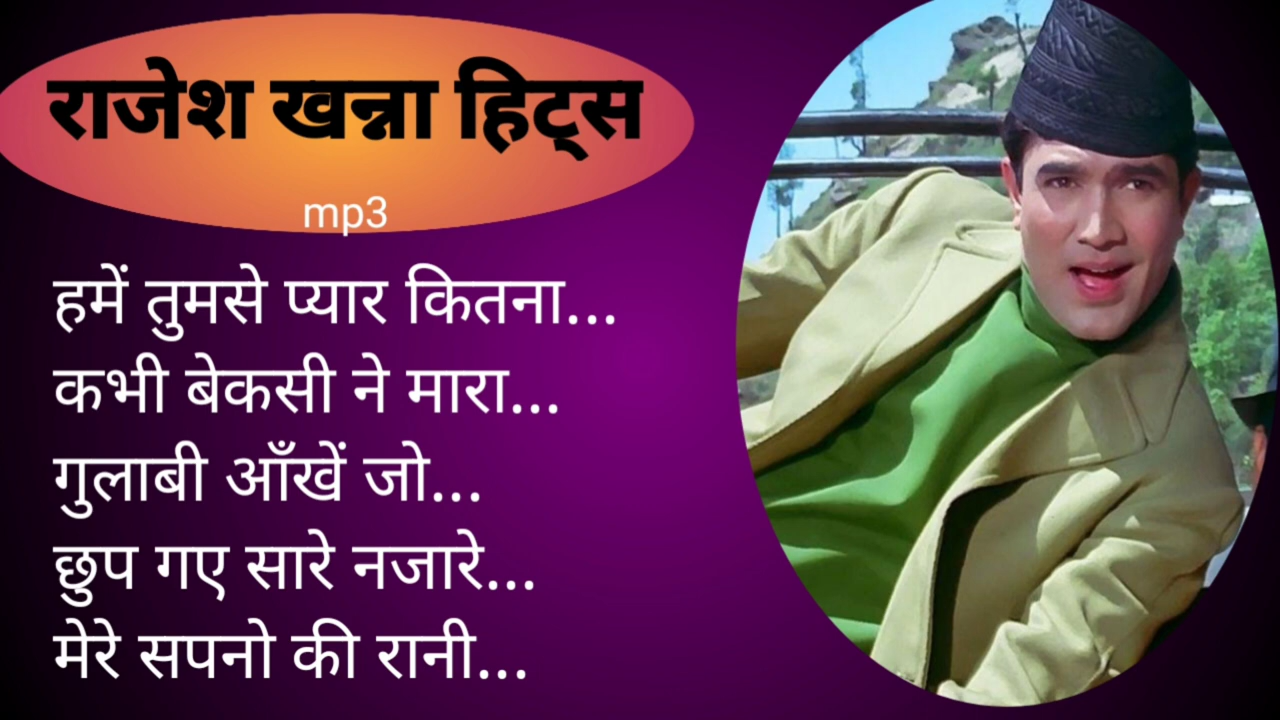 राजेश खन्ना हिट्स
mp3
हमें तुमसे प्यार कितना...
कभी बेकसी ने मारा...
गुलाबी आँखें जो...
छुप गए सारे नजारे...
मेरे सपनो की रानी...